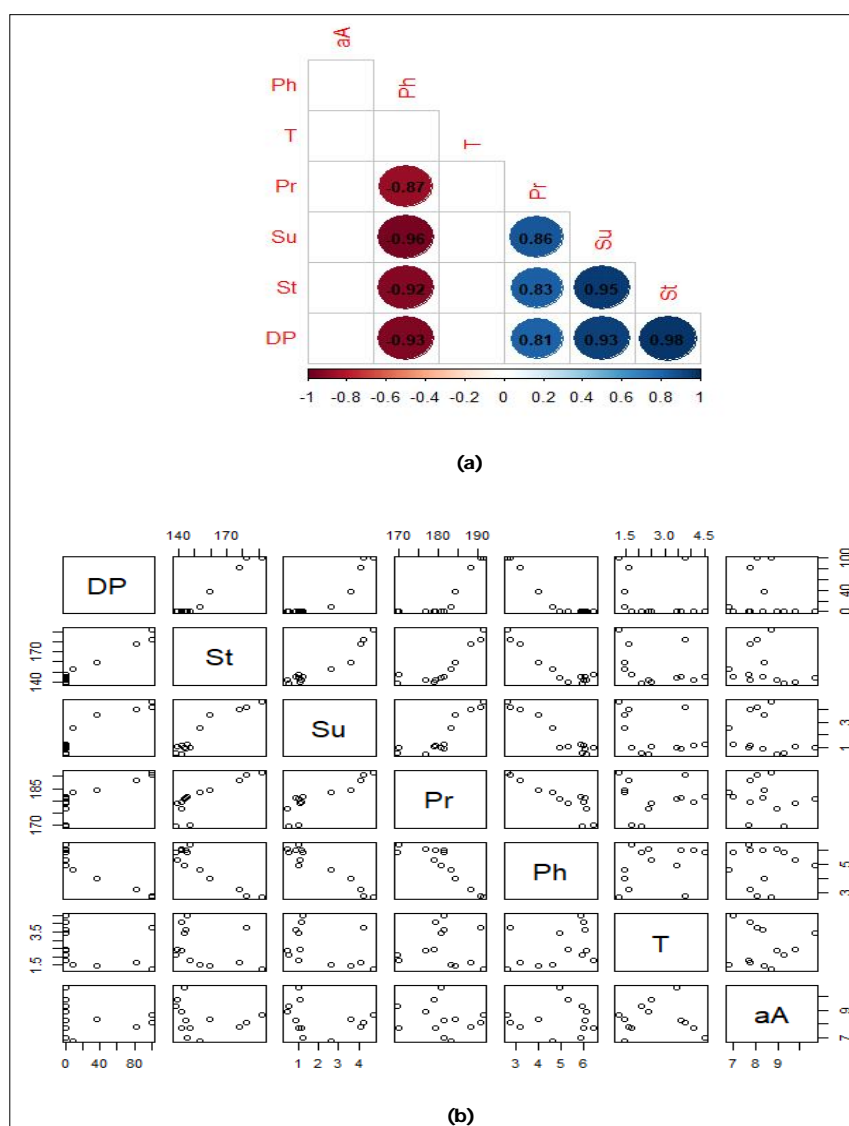 aA
Ph Ph
T T
Pr -0.87 Pr
Su -0.96 0.86 Su
St -0.92 0.83 0.95 St
DP -0.93 0.81 0.93 0.98
-1 -0.8 -0.6 -0.4 -0.2 0 0.2 0.4 0.6 0.8 1
(a)
140 170 170 180 190 1.5 3.0 4.5
DP 0 40 100
140 170 St
Su 1 3
170 185 Pr
Ph 3 5
1.5 3.5 T
aA 7 9
0 40 80 1 2 3 4 3 4 5 6 7 8 9
(b)